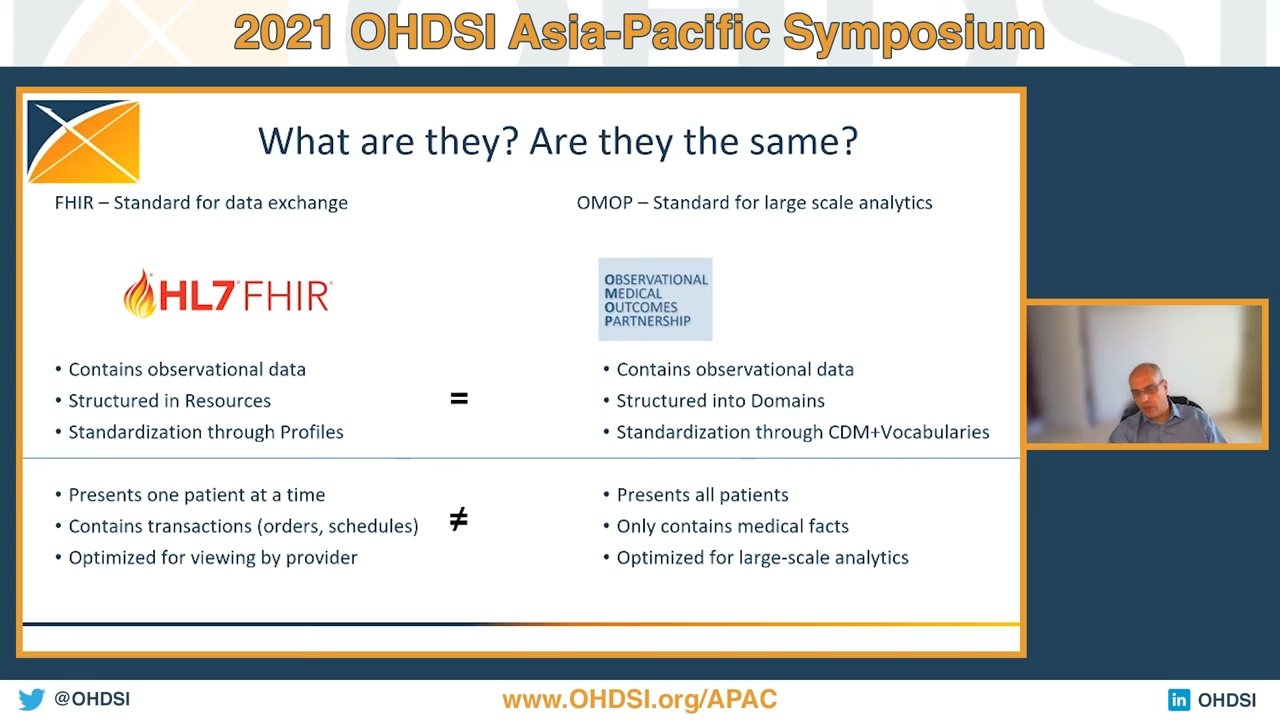 2021 OHDSI Asia-Pacific Symposium
What are they? Are they the same?
FHIR – Standard for data exchange
HL7 FHIR
• Contains observational data
• Structured in Resources
• Standardization through Profiles
=
OMOP – Standard for large scale analytics
OBSERVATIONAL
MEDICAL
OUTCOMES
PARTNERSHIP
• Contains observational data
• Structured into Domains
• Standardization through CDM+Vocabularies
• Presents one patient at a time
• Contains transactions (orders, schedules)
• Optimized for viewing by provider
≠
• Presents all patients
• Only contains medical facts
• Optimized for large-scale analytics
@OHDSI
www.OHDSI.org/APAC
in OHDSI